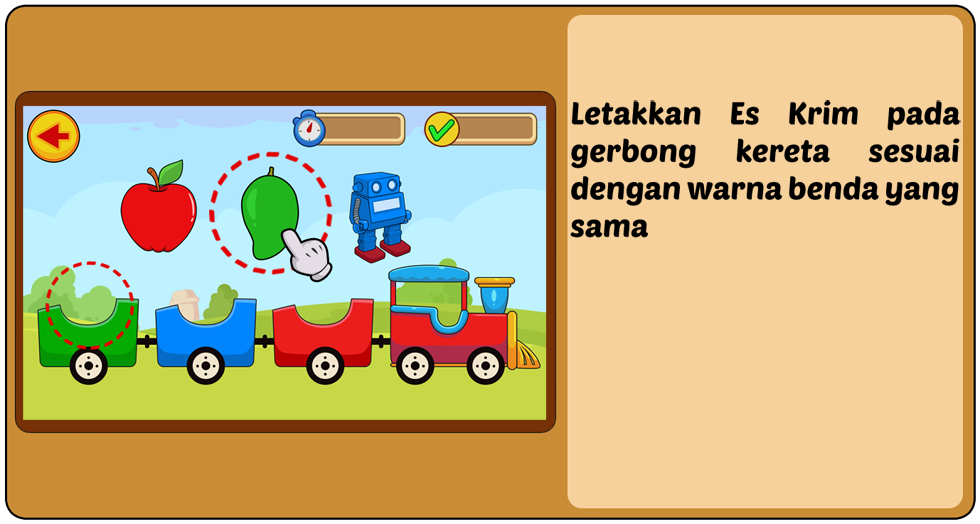 Letakkan Es Krim pada
gerbong kereta sesuai
dengan warna benda yang
sama